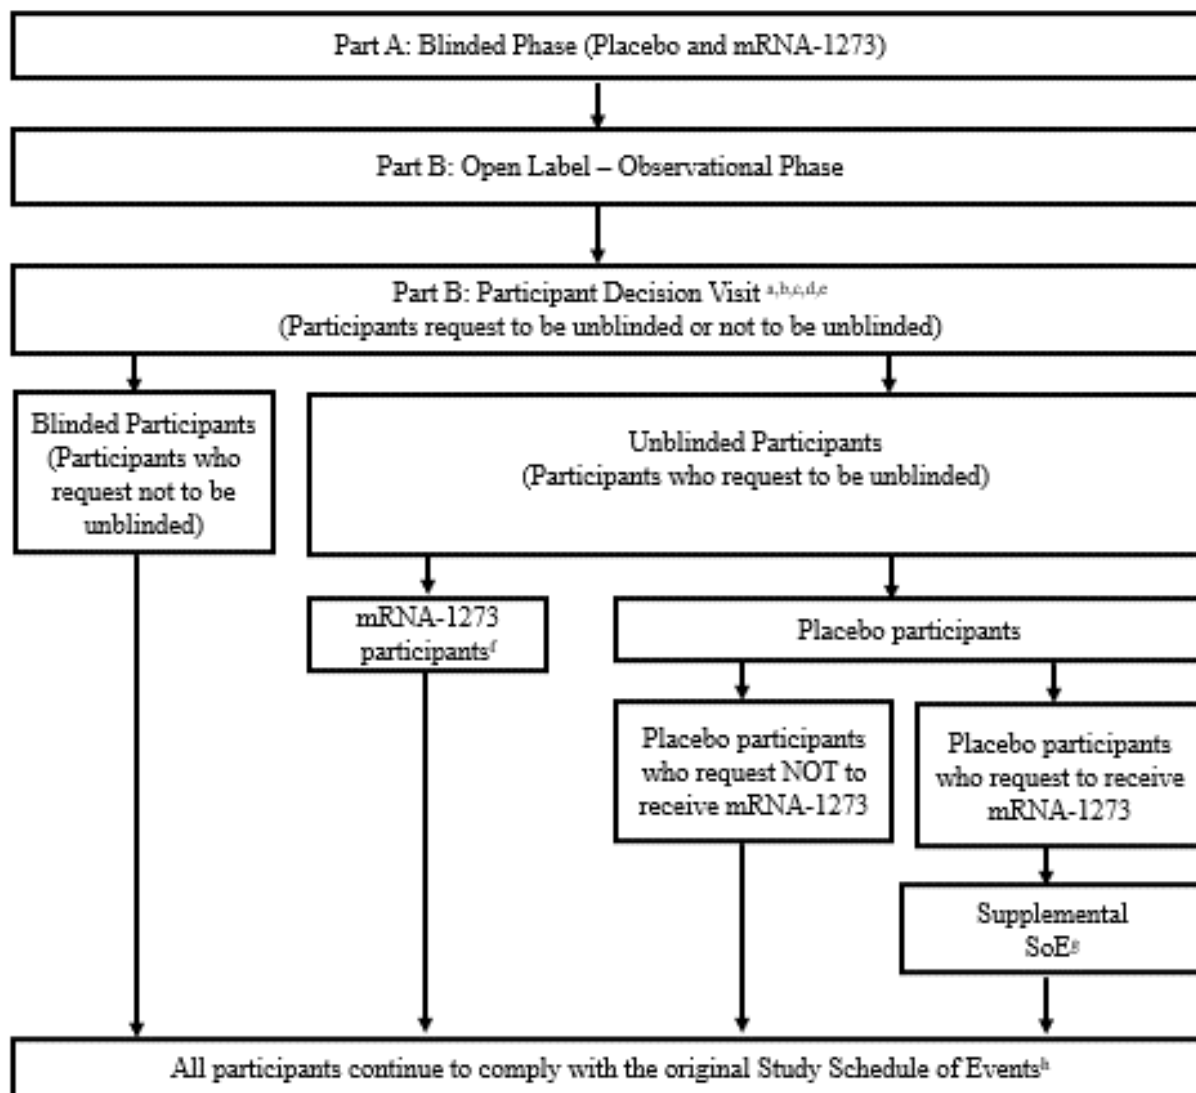 Part A: Blinded Phase (Placebo and mRNA-1273)
Part B: Open Label – Observational Phase
Part B: Participant Decision Visit a,b,c,d,e
(Participants request to be unblinded or not to be unblinded)
Blinded Participants
(Participants who
request not to be
unblinded)
Unblinded Participants
(Participants who request to be unblinded)
mRNA-1273
participantsf
Placebo participants
Placebo participants
who request NOT to
receive mRNA-1273
Placebo participants
who request to receive
mRNA-1273
Supplemental
SoEg
All participants continue to comply with the original Study Schedule of Eventsh